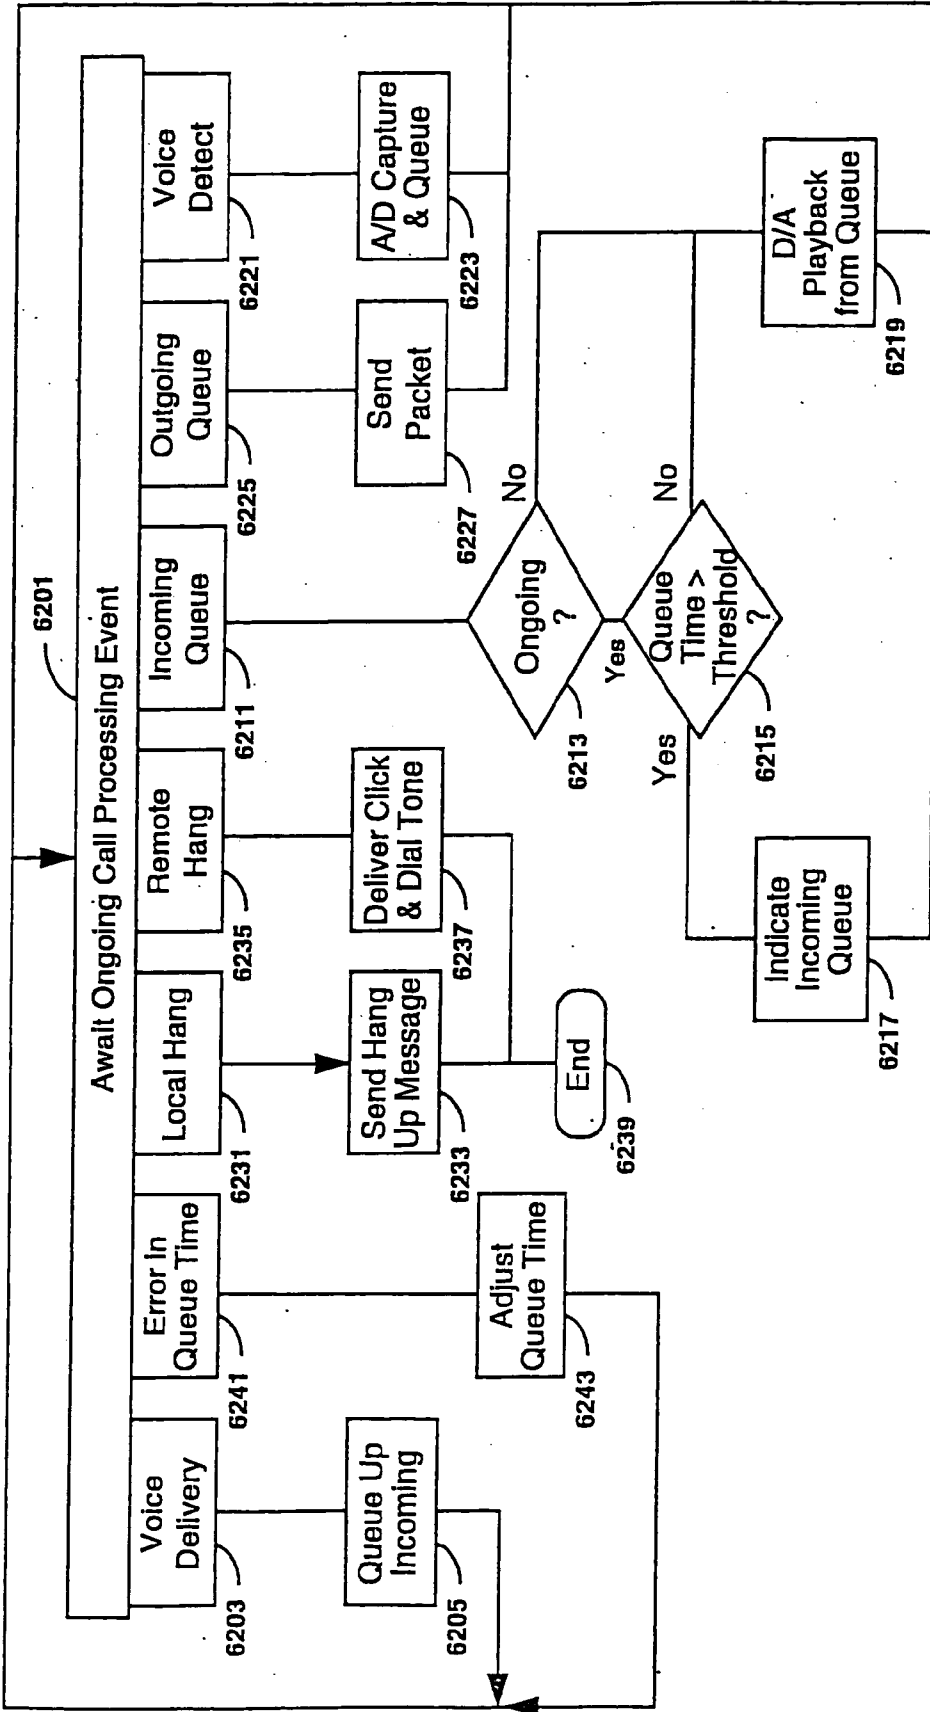 6201
Await Ongoing Call Processing Event
Voice
Delivery
6203
Error In
Queue Time
6241
Local Hang
6231
Remote
Hang
6235
Incoming
Queue
6211
Outgoing
Queue
6225
Voice
Detect
6221
Queue Up
Incoming
6205
Send Hang
Up Message
6233
Deliver Click
& Dial Tone
6237
Send
Packet
6227
A/D Capture
& Queue
6223
Adjust
Queue Time
6243
End
6239
Ongoing
?
6213
No
Yes
Queue
Time >
Threshold
?
6215
No
Yes
Indicate
Incoming
Queue
6217
D/A
Playback
from Queue
6219